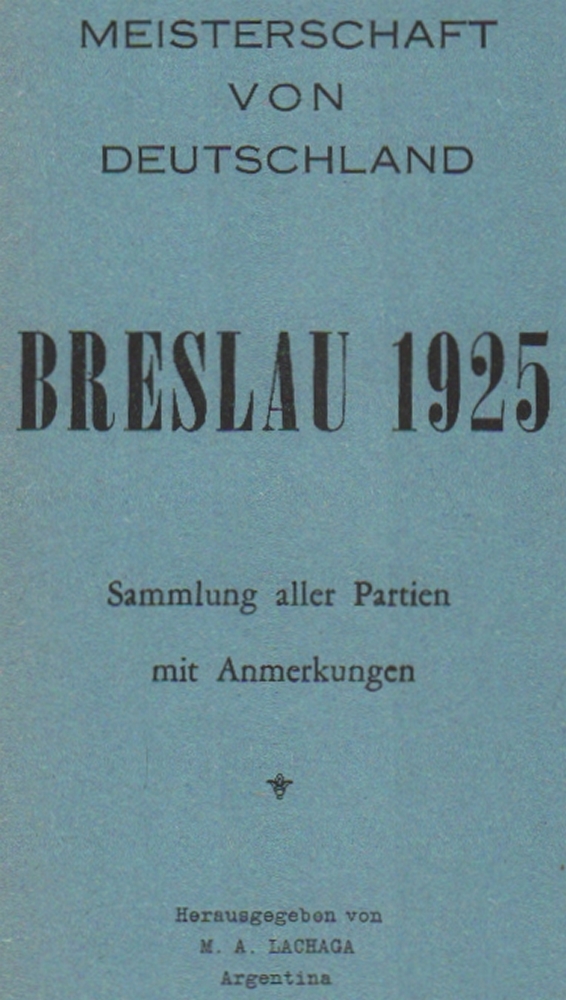 MEISTERSCHAFT
VON
DEUTSCHLAND
BRESLAU 1925
Sammlung aller Partien
mit Anmerkungen
Herausgegeben von
M. A. LACHAGA
Argentina